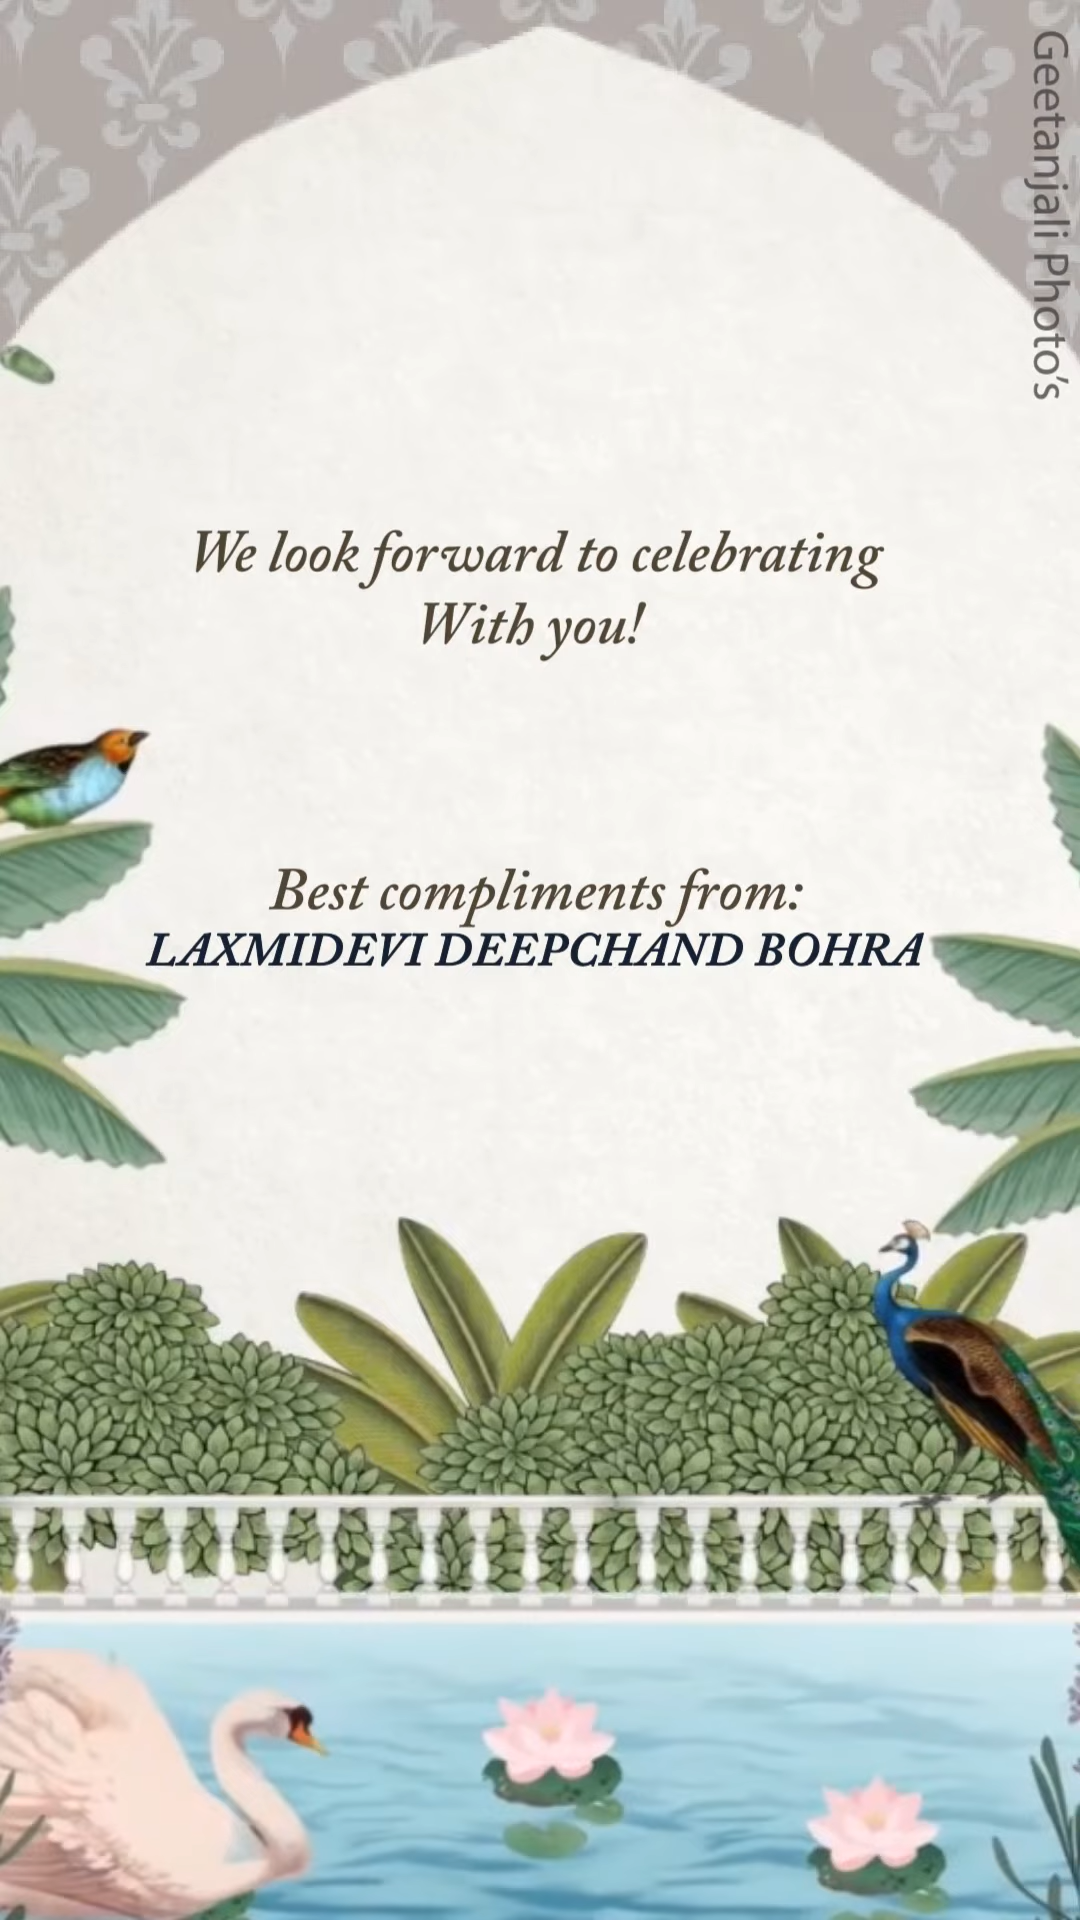 Geetanjali Photo's
We look forward to celebrating
With you!
Best compliments from:
LAXMIDEVI DEEPCHAND BOHRA